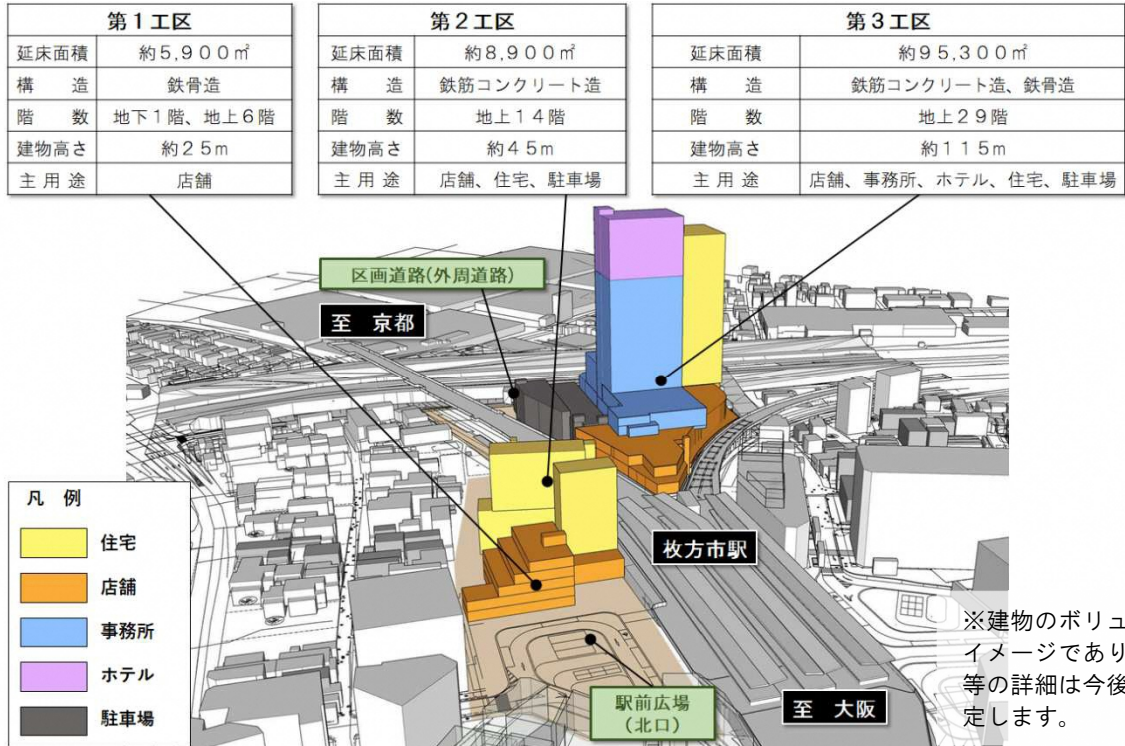 第1工区
延床面積 約5,900㎡
構造 鉄骨造
階数 地下1階、地上6階
建物高さ 約25m
主用途 店舗
第2工区
延床面積 約8,900㎡
構造 鉄筋コンクリート造
階数 地上14階
建物高さ 約45m
主用途 店舗、住宅、駐車場
第3工区
延床面積 約95,300㎡
構造 鉄筋コンクリート造、鉄骨造
階数 地上29階
建物高さ 約115m
主用途 店舗、事務所、ホテル、住宅、駐車場
区画道路(外周道路)
至 京都
枚方市駅
凡例
住宅
店舗
事務所
ホテル
駐車場
駅前広場
(北口)
至 大阪
※建物のボリュ
イメージであり
等の詳細は今後
定します。